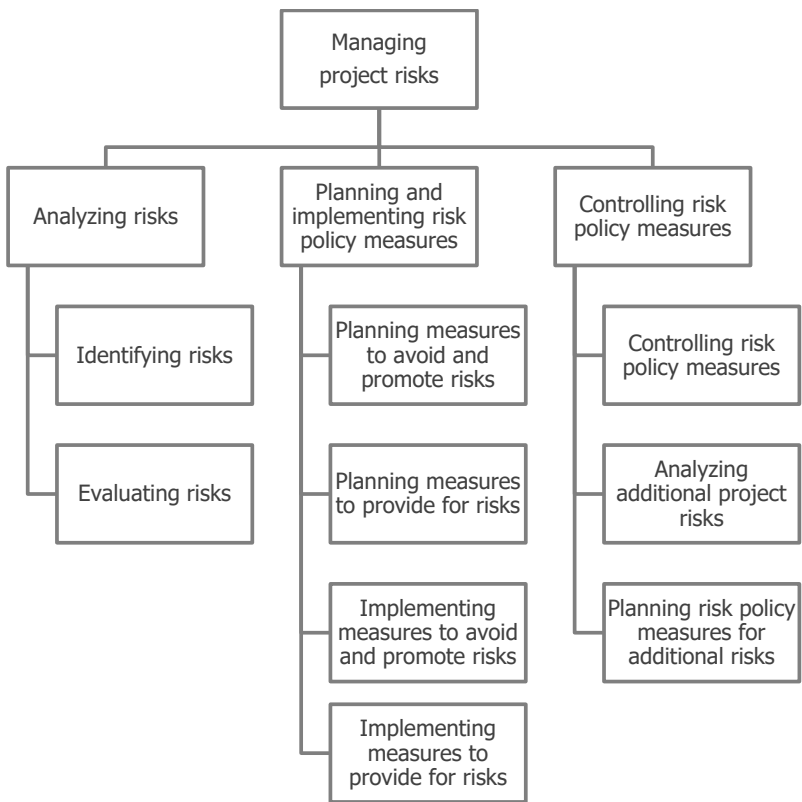 Managing
project risks
Analyzing risks
Planning and
implementing risk
policy measures
Controlling risk
policy measures
Identifying risks
Evaluating risks
Planning measures
to avoid and
promote risks
Planning measures
to provide for risks
Implementing
measures to avoid
and promote risks
Implementing
measures to
provide for risks
Controlling risk
policy measures
Analyzing
additional project
risks
Planning risk policy
measures for
additional risks